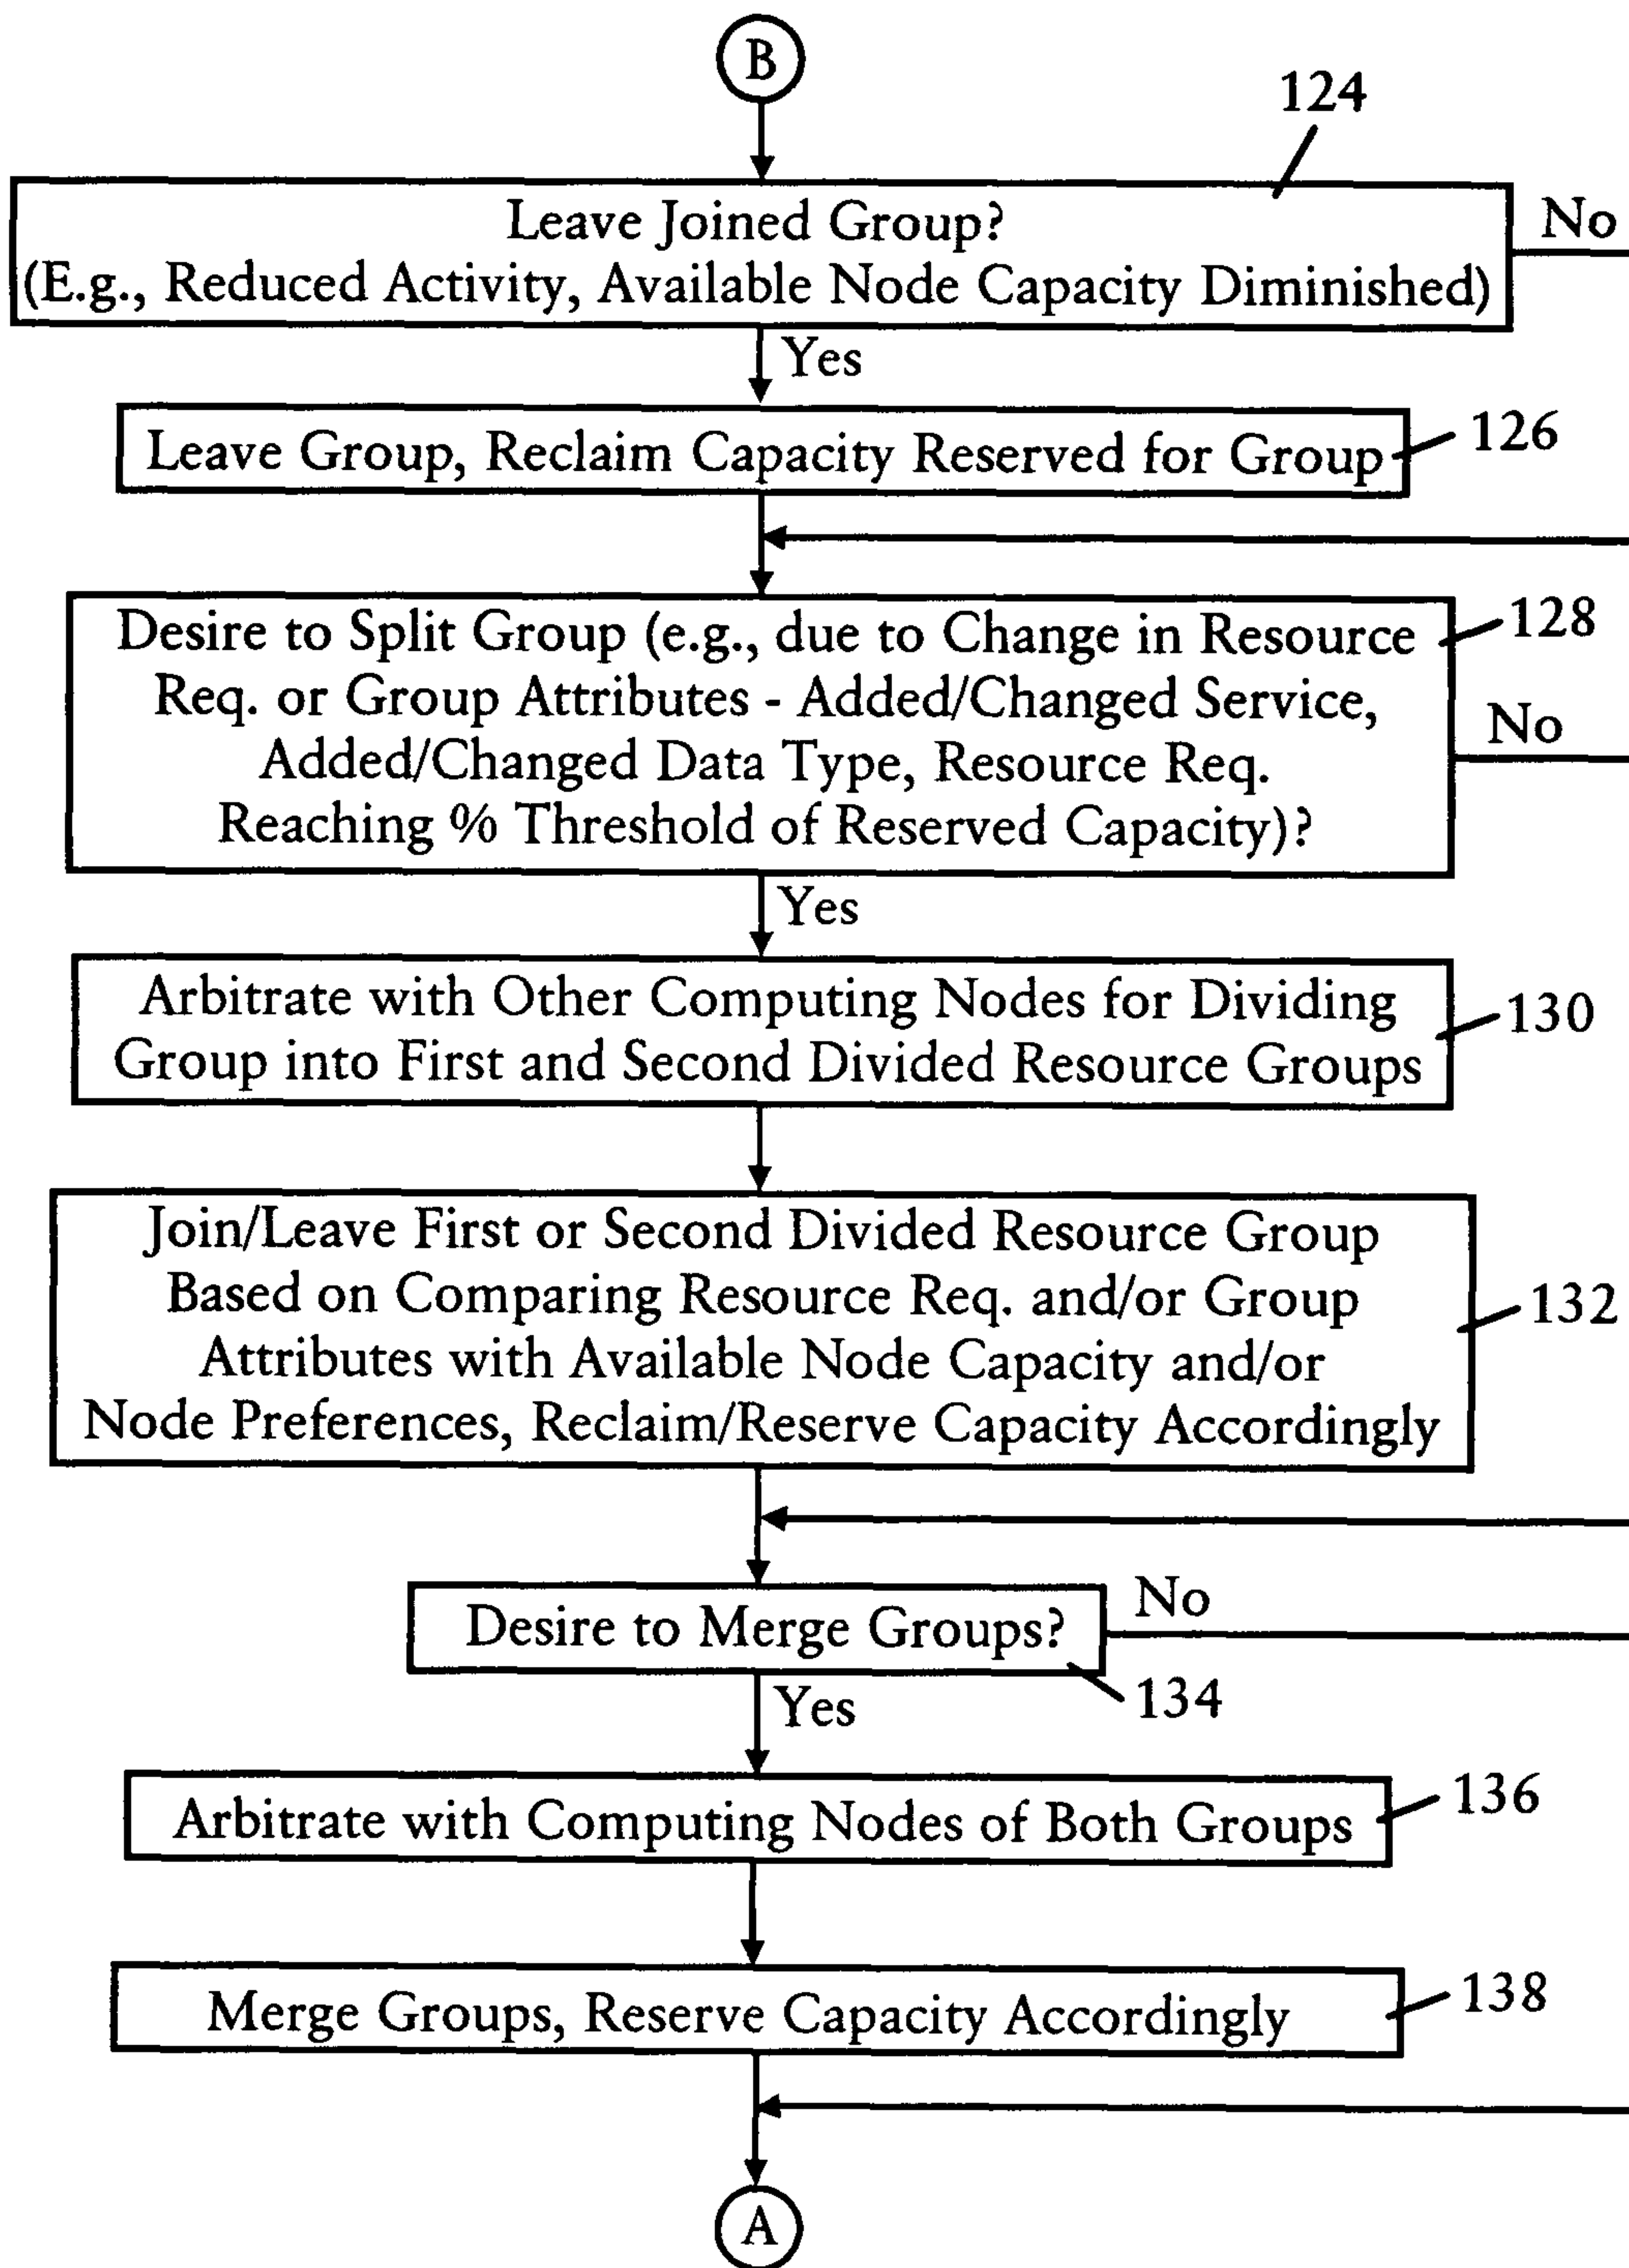 B
124
Leave Joined Group?
(E.g., Reduced Activity, Available Node Capacity Diminished)
No
Yes
Leave Group, Reclaim Capacity Reserved for Group
126
Desire to Split Group (e.g., due to Change in Resource
Req. or Group Attributes - Added/Changed Service,
Added/Changed Data Type, Resource Req.
Reaching % Threshold of Reserved Capacity)?
128
No
Yes
Arbitrate with Other Computing Nodes for Dividing
Group into First and Second Divided Resource Groups
130
Join/Leave First or Second Divided Resource Group
Based on Comparing Resource Req. and/or Group
Attributes with Available Node Capacity and/or
Node Preferences, Reclaim/Reserve Capacity Accordingly
132
Desire to Merge Groups?
No
134
Yes
Arbitrate with Computing Nodes of Both Groups
136
Merge Groups, Reserve Capacity Accordingly
138
A